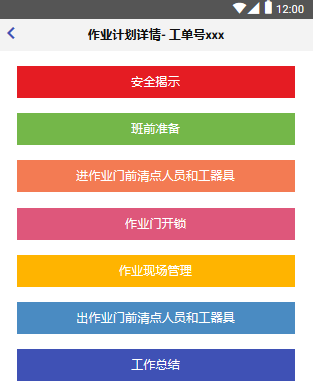 12:00
作业计划详情- 工单号xxx
安全揭示
班前准备
进作业门前清点人员和工器具
作业门开锁
作业现场管理
出作业门前清点人员和工器具
工作总结